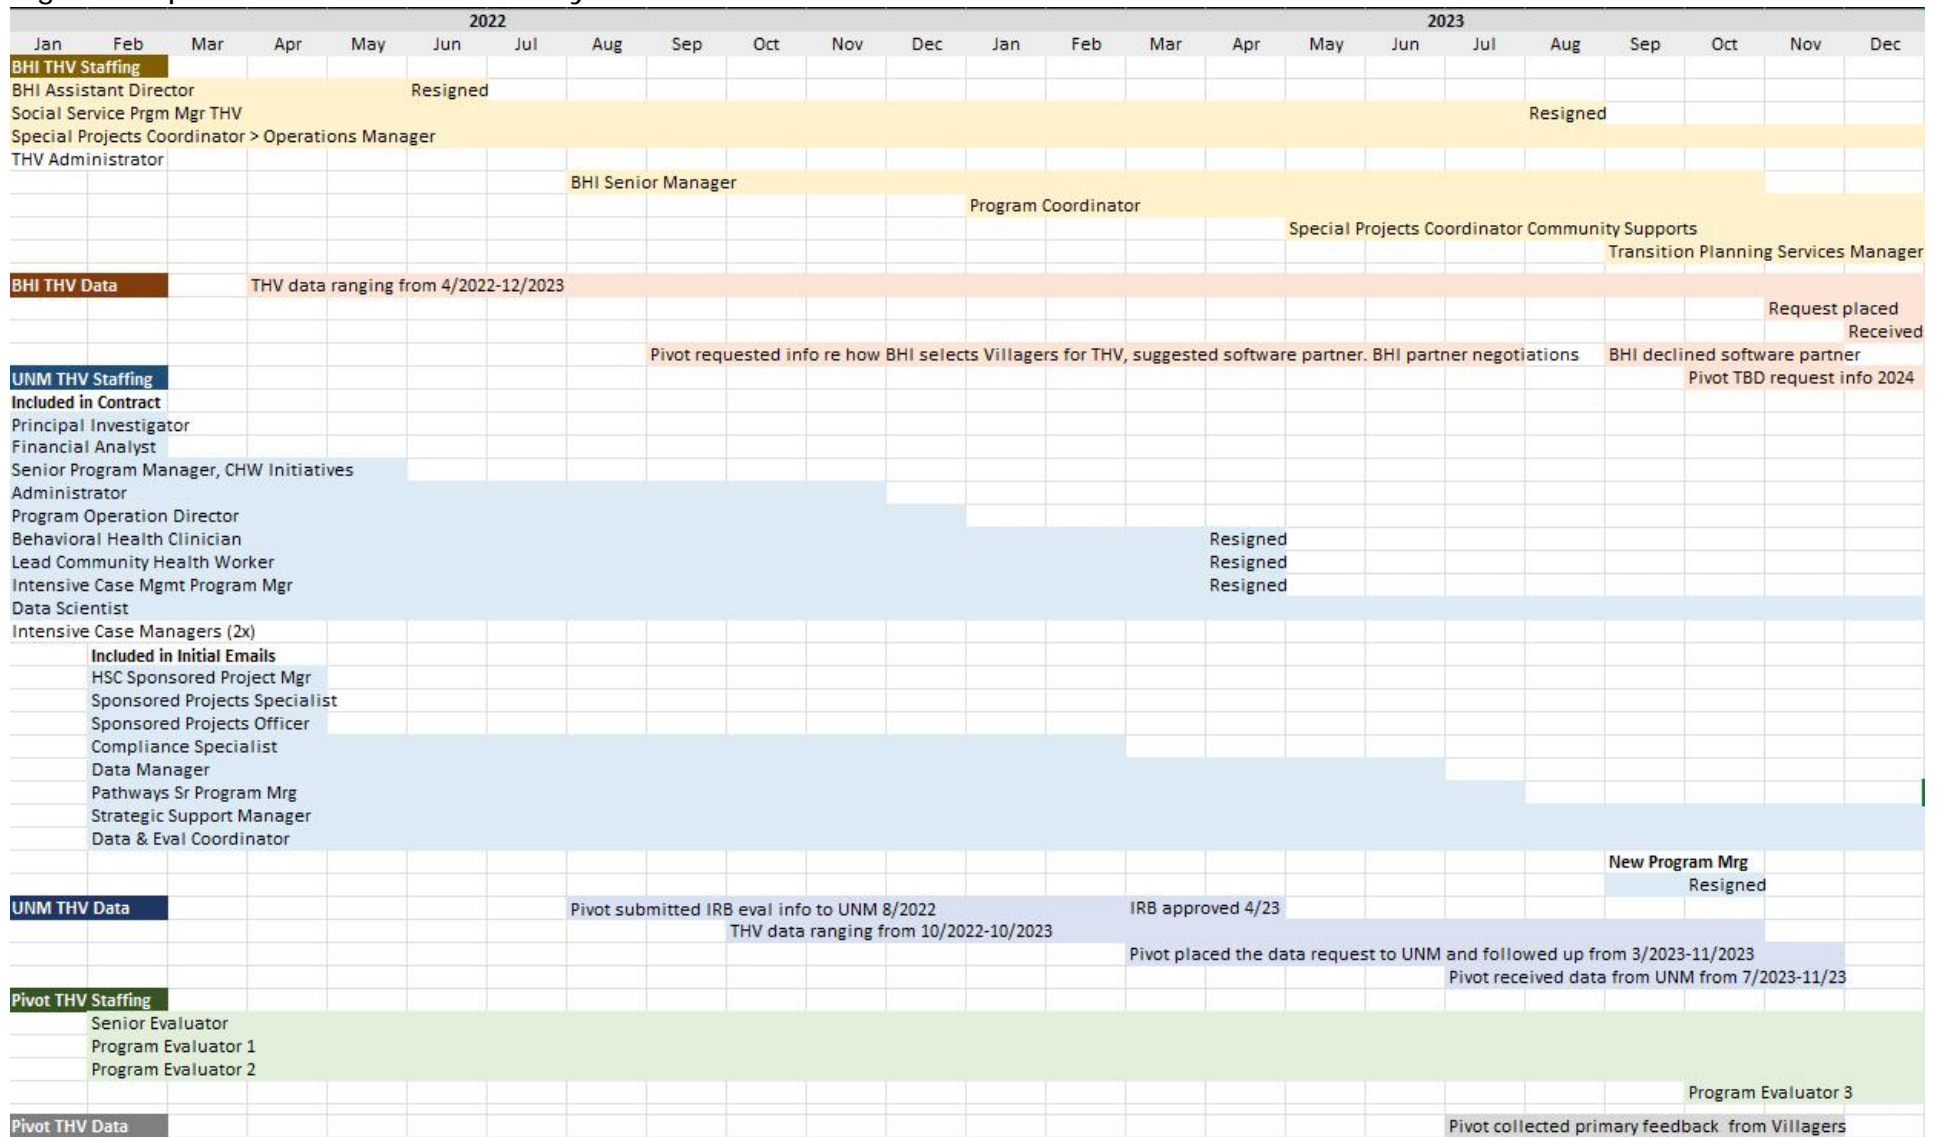 2022 2023
Jan Feb Mar Apr May Jun Jul Aug Sep Oct Nov Dec Jan Feb Mar Apr May Jun Jul Aug Sep Oct Nov Dec
BHI THV Staffing
BHI Assistant Director Resigned
Social Service Prgm Mgr THV Resigned
Special Projects Coordinator > Operations Manager
THV Administrator
BHI Senior Manager
Program Coordinator
Special Projects Coordinator Community Supports
Transition Planning Services Manager
BHI THV Data THV data ranging from 4/2022-12/2023
Request placed
Received
Pivot requested info re how BHI selects Villagers for THV, suggested software partner. BHI partner negotiations BHI declined software partner
UNM THV Staffing Pivot TBD request info 2024
Included in Contract
Principal Investigator
Financial Analyst
Senior Program Manager, CHW Initiatives
Administrator
Program Operation Director
Behavioral Health Clinician Resigned
Lead Community Health Worker Resigned
Intensive Case Mgmt Program Mgr Resigned
Data Scientist
Intensive Case Managers (2x)
Included in Initial Emails
HSC Sponsored Project Mgr
Sponsored Projects Specialist
Sponsored Projects Officer
Compliance Specialist
Data Manager
Pathways Sr Program Mrg
Strategic Support Manager
Data & Eval Coordinator
New Program Mrg
Resigned
UNM THV Data Pivot submitted IRB eval info to UNM 8/2022 IRB approved 4/23
THV data ranging from 10/2022-10/2023
Pivot placed the data request to UNM and followed up from 3/2023-11/2023
Pivot received data from UNM from 7/2023-11/23
Pivot THV Staffing
Senior Evaluator
Program Evaluator 1
Program Evaluator 2
Program Evaluator 3
Pivot THV Data Pivot collected primary feedback from Villagers